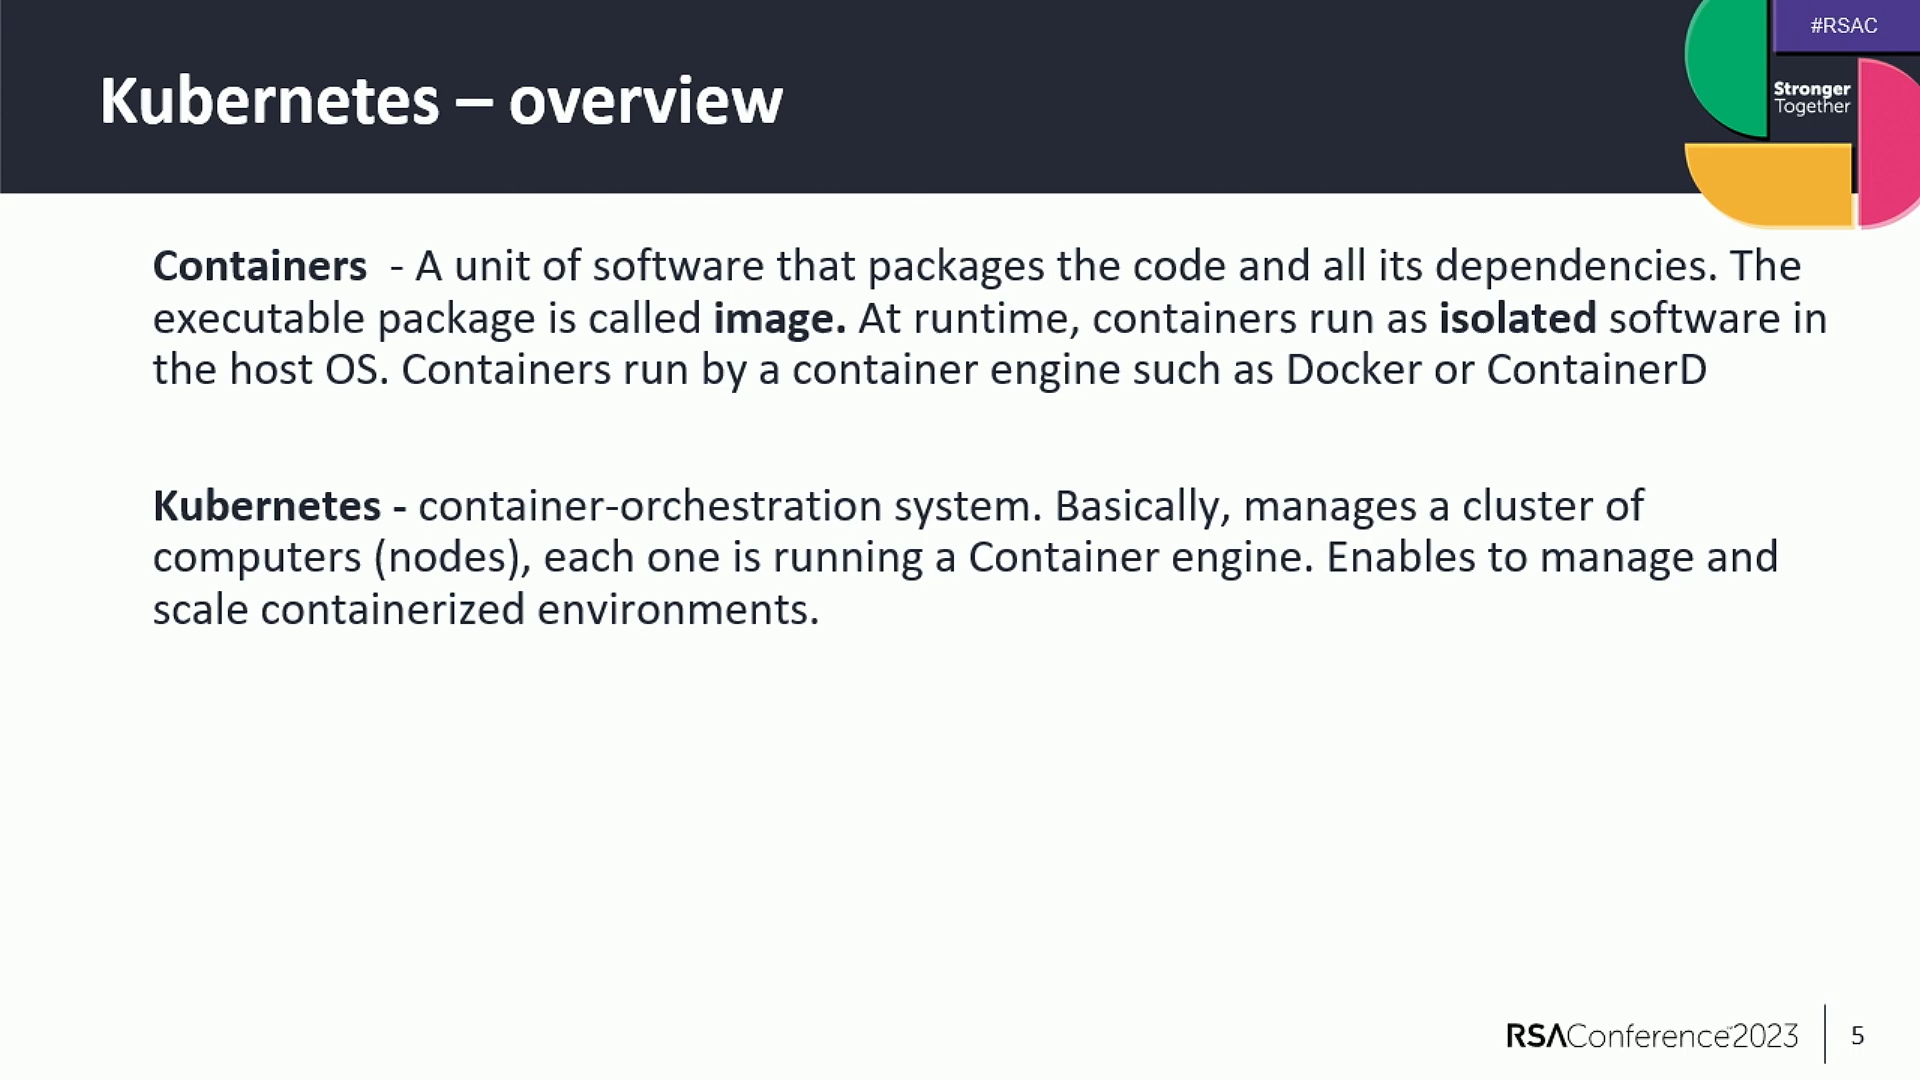 #RSAC
Kubernetes – overview
Stronger
Together
Containers  - A unit of software that packages the code and all its dependencies. The
executable package is called image. At runtime, containers run as isolated software in
the host OS. Containers run by a container engine such as Docker or ContainerD
Kubernetes - container-orchestration system. Basically, manages a cluster of
computers (nodes), each one is running a Container engine. Enables to manage and
scale containerized environments.
RSAConference™2023
5